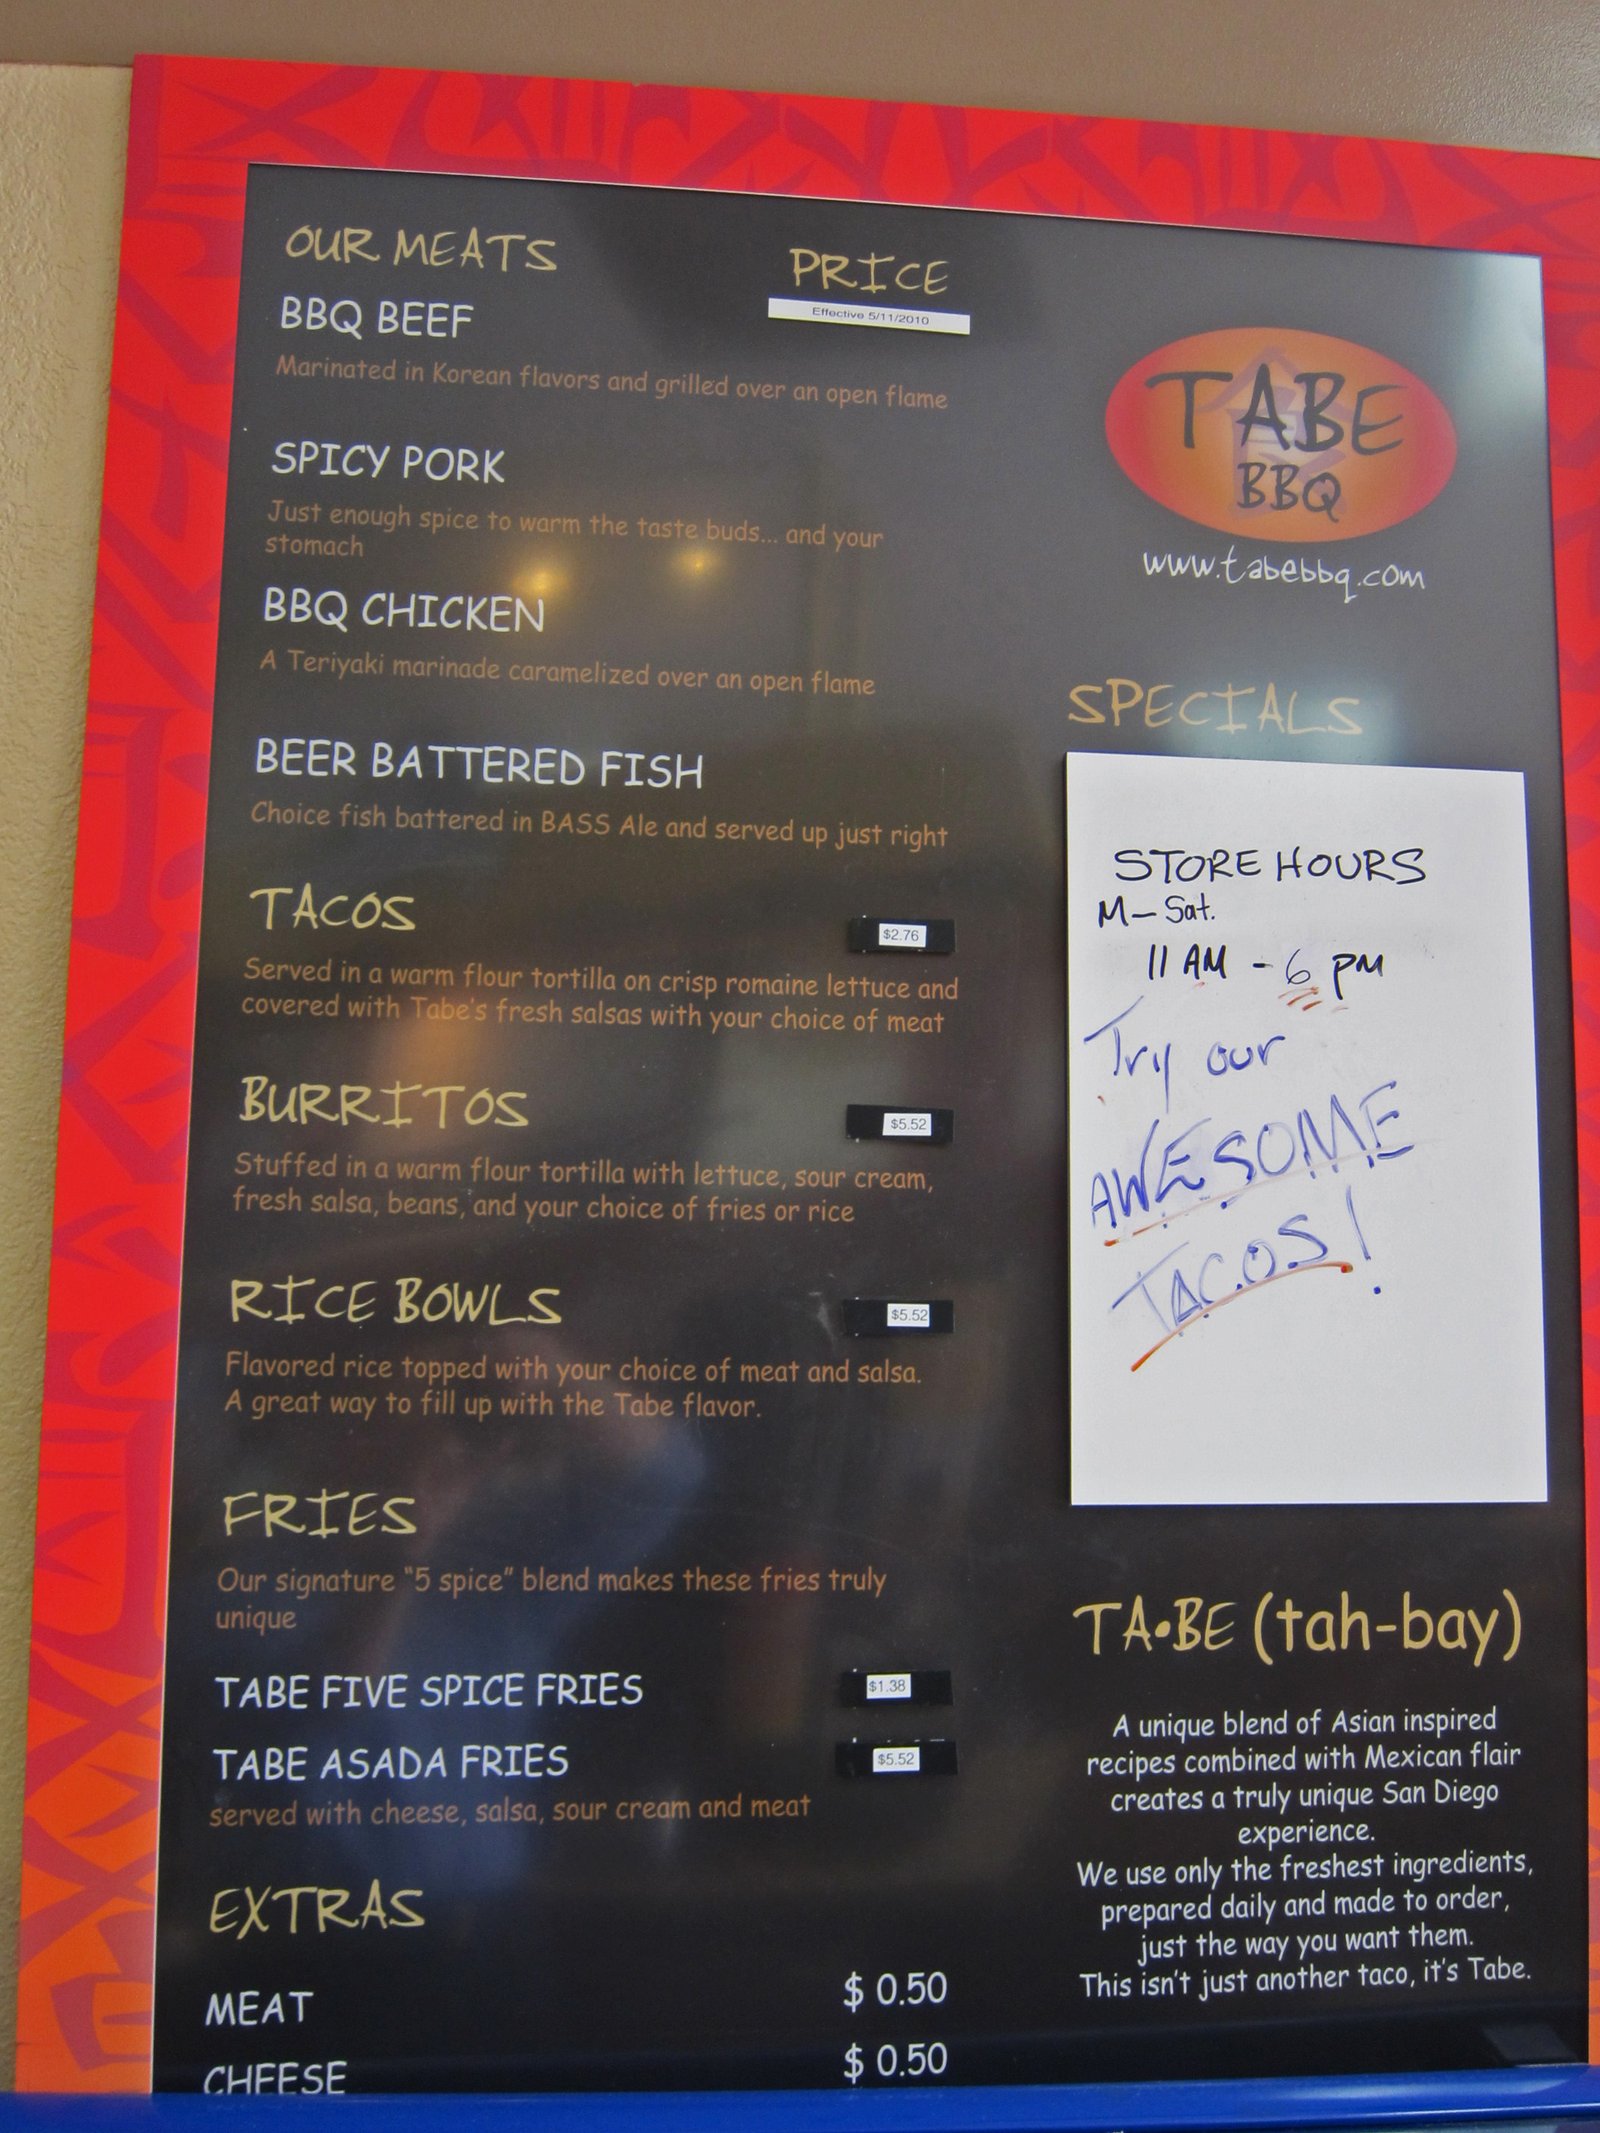 OUR MEATS
PRICE
Effective 5/11/2010
BBQ BEEF
Marinated in Korean flavors and grilled over an open flame
SPICY PORK
Just enough spice to warm the taste buds... and your
stomach
BBQ CHICKEN
A Teriyaki marinade caramelized over an open flame
BEER BATTERED FISH
Choice fish battered in BASS Ale and served up just right
TACOS
$2.76
Served in a warm flour tortilla on crisp romaine lettuce and
covered with Tabe's fresh salsas with your choice of meat
BURRITOS
$5.52
Stuffed in a warm flour tortilla with lettuce, sour cream,
fresh salsa, beans, and your choice of fries or rice
RICE BOWLS
$5.52
Flavored rice topped with your choice of meat and salsa.
A great way to fill up with the Tabe flavor.
FRIES
Our signature "5 spice" blend makes these fries truly
unique
TABE FIVE SPICE FRIES
$1.38
TABE ASADA FRIES
$5.52
served with cheese, salsa, sour cream and meat
EXTRAS
MEAT
$ 0.50
CHEESE
$ 0.50
TABE
BBQ
www.tabebbq.com
SPECIALS
STORE HOURS
M-Sat.
11 AM - 6 PM
Try our
AWESOME
TACOS!
TA•BE (tah-bay)
A unique blend of Asian inspired
recipes combined with Mexican flair
creates a truly unique San Diego
experience.
We use only the freshest ingredients,
prepared daily and made to order,
just the way you want them.
This isn't just another taco, it's Tabe.